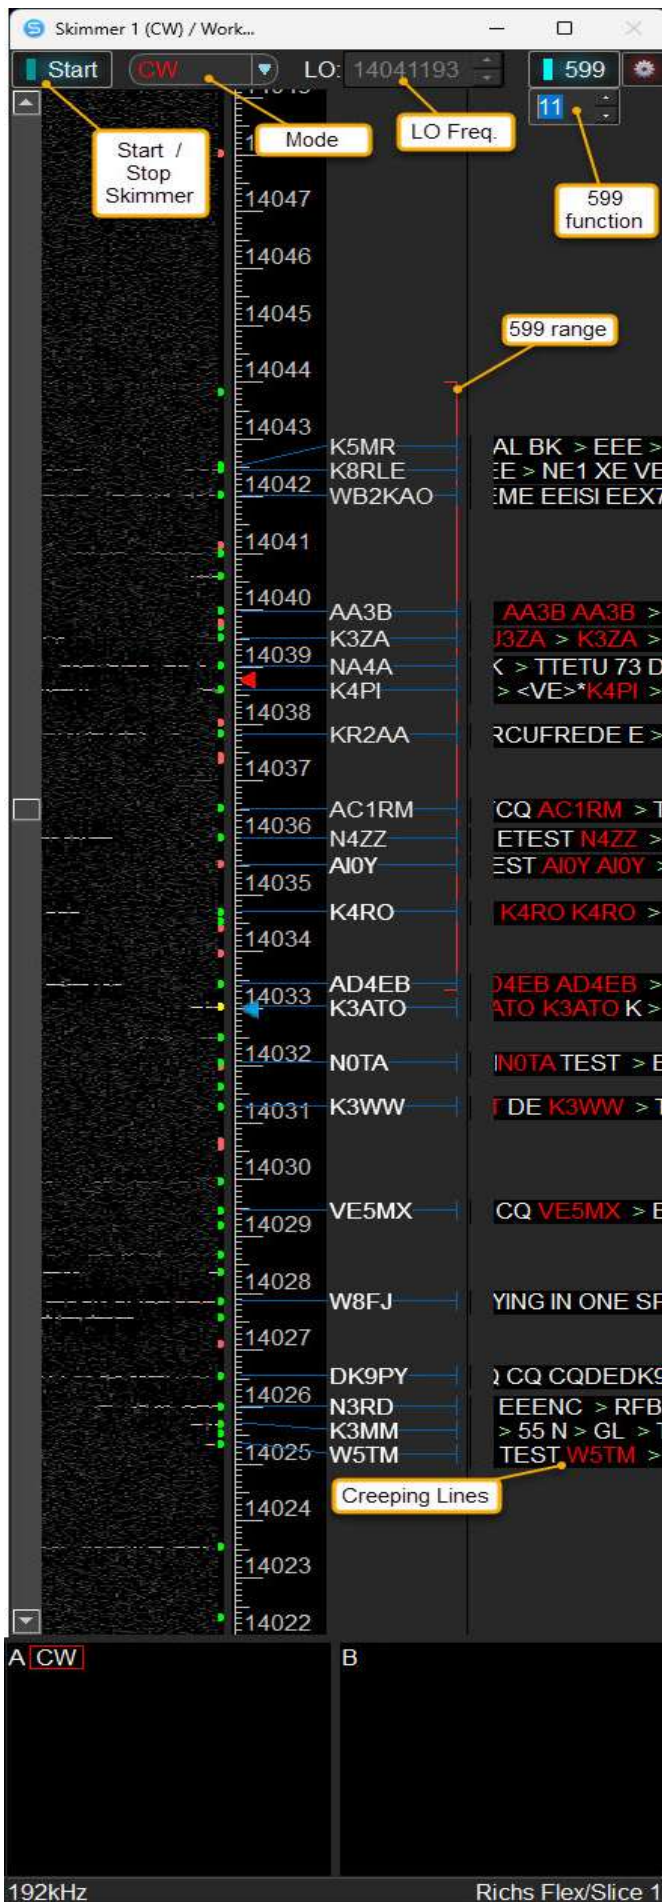 Skimmer 1 (CW) / Work...
Start CW LO: 14041193 599
11
Start / Stop Skimmer
Mode
LO Freq.
599 function
14047
14046
14045
599 range
14044
14043
K5MR AL BK > EEE >
K8RLE EE > NE1 XE VE
14042
WB2KAO EME EEISI EEX7
14041
14040
AA3B AA3B AA3B >
K3ZA U3ZA > K3ZA >
14039
NA4A K > TTETU 73 D
K4PI > <VE>*K4PI >
14038
KR2AA RCUFREDE E >
14037
AC1RM CQ AC1RM > T
14036
N4ZZ ETEST N4ZZ >
AI0Y EST AI0Y AI0Y >
14035
K4RO K4RO K4RO >
14034
AD4EB D4EB AD4EB >
14033
K3ATO ATO K3ATO K >
14032
N0TA N0TA TEST > E
14031
K3WW T DE K3WW > T
14030
VE5MX CQ VE5MX > E
14029
14028
W8FJ YING IN ONE SP
14027
DK9PY Q CQ CQDEDK9
14026
N3RD EEENC > RFB
K3MM > 55 N > GL > T
14025
W5TM TEST W5TM >
Creeping Lines
14024
14023
14022
A CW B
192kHz Richs Flex/Slice 1